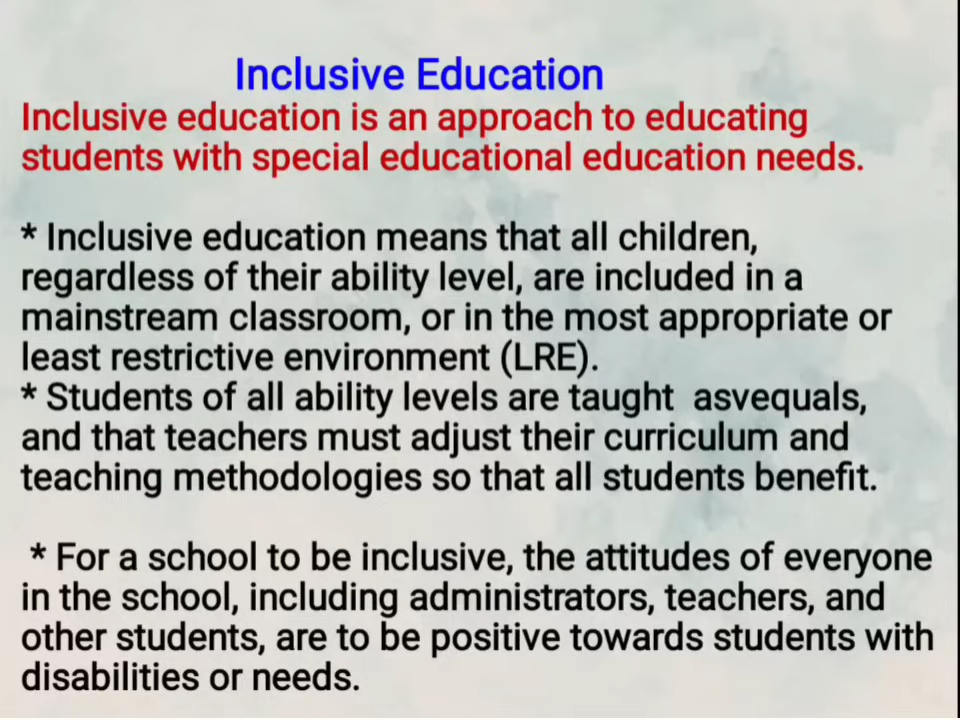 Inclusive Education
Inclusive education is an approach to educating
students with special educational education needs.
* Inclusive education means that all children,
regardless of their ability level, are included in a
mainstream classroom, or in the most appropriate or
least restrictive environment (LRE).
* Students of all ability levels are taught  asvequals,
and that teachers must adjust their curriculum and
teaching methodologies so that all students benefit.
* For a school to be inclusive, the attitudes of everyone
in the school, including administrators, teachers, and
other students, are to be positive towards students with
disabilities or needs.